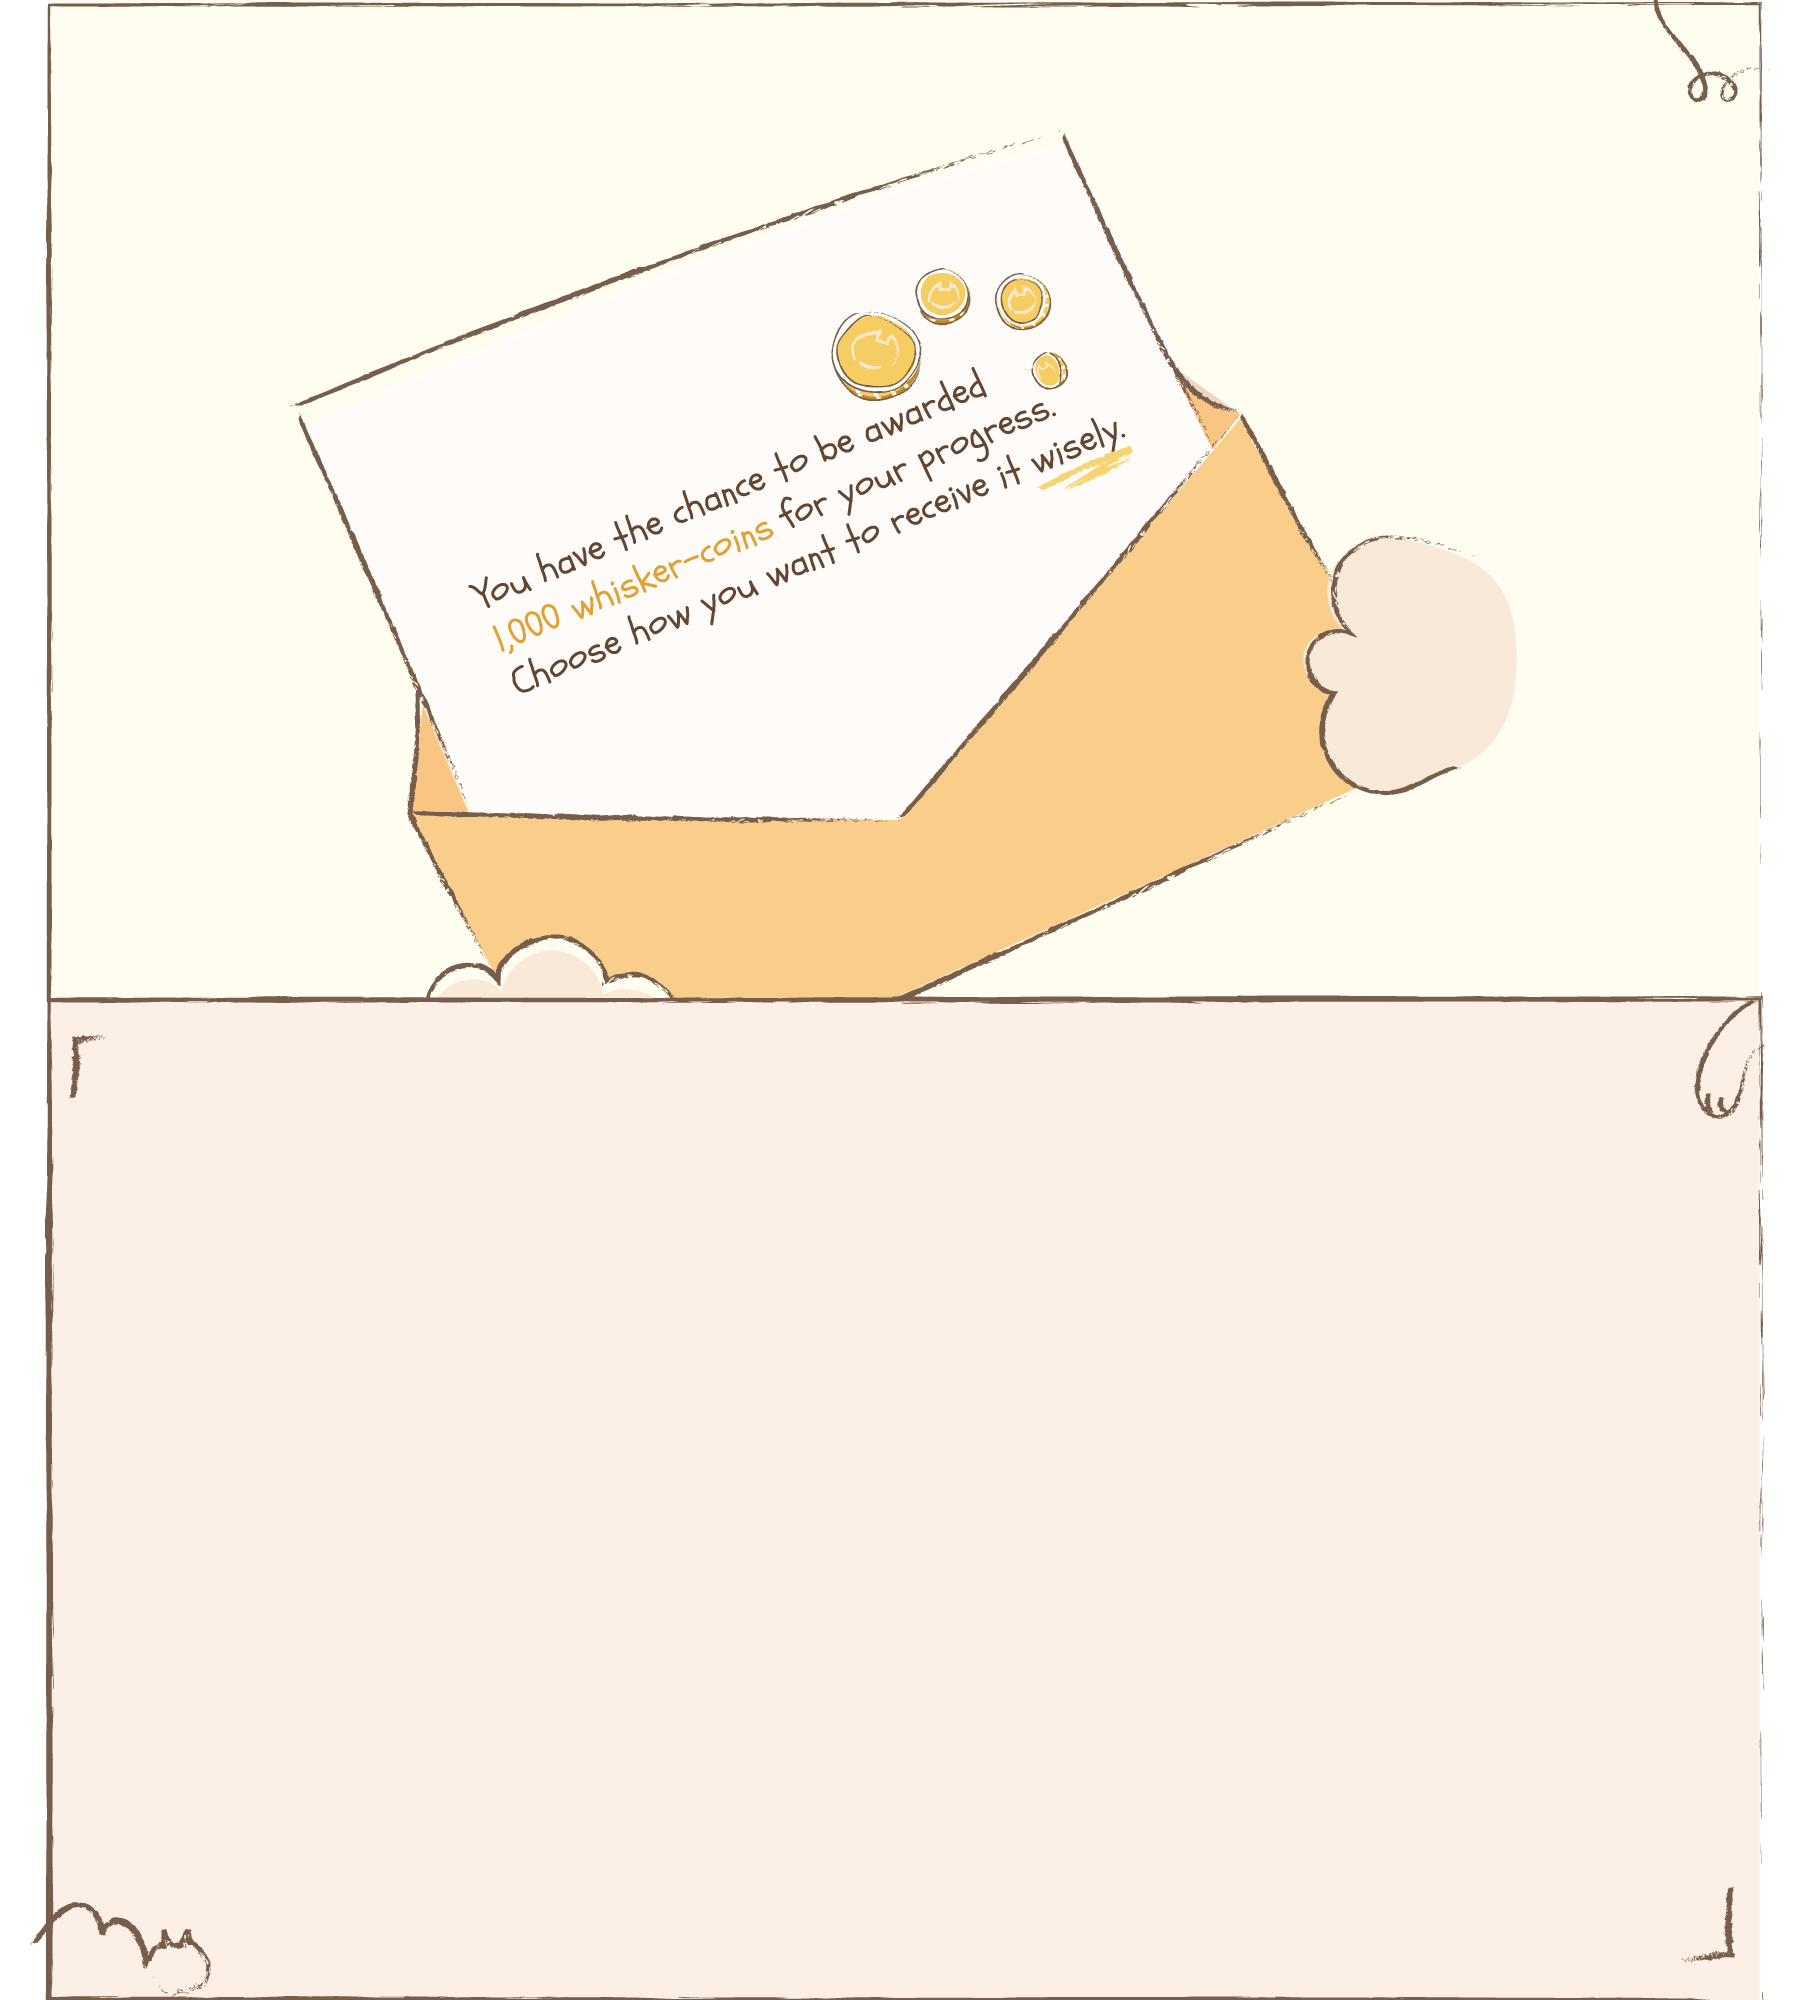 You have the chance to be awarded
1,000 whisker-coins for your progress.
Choose how you want to receive it wisely.